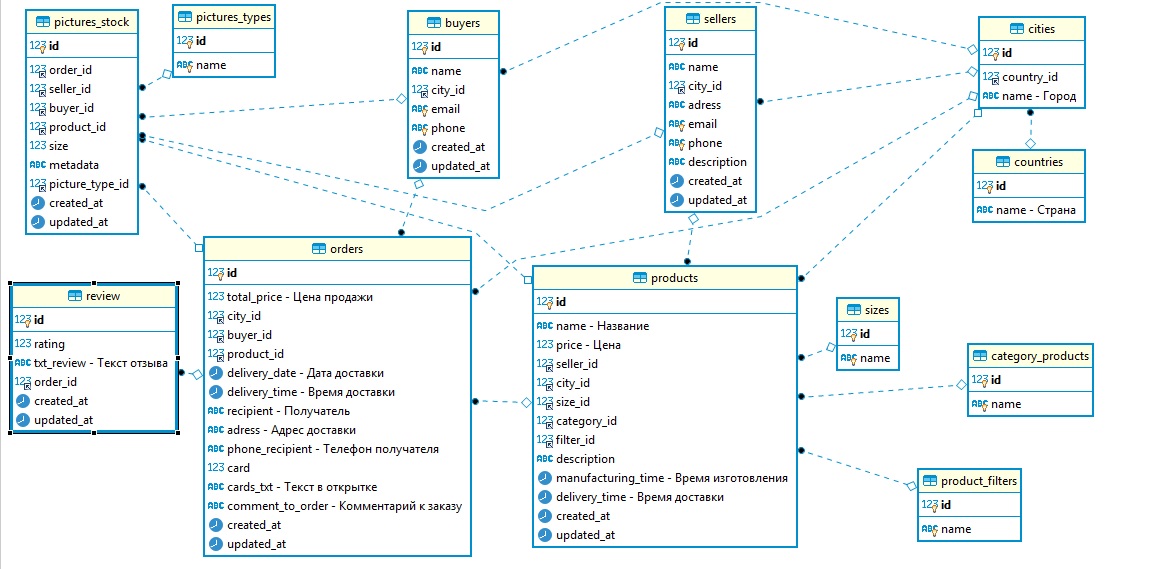 pictures_stock
123 id
123 order_id
123 seller_id
123 buyer_id
123 product_id
123 size
ABC metadata
123 picture_type_id
created_at
updated_at
pictures_types
123 id
ABC name
buyers
123 id
ABC name
123 city_id
ABC email
ABC phone
created_at
updated_at
sellers
123 id
ABC name
123 city_id
ABC adress
ABC email
ABC phone
ABC description
created_at
updated_at
cities
123 id
123 country_id
ABC name - Город
countries
123 id
ABC name - Страна
review
123 id
123 rating
ABC txt_review - Текст отзыва
123 order_id
created_at
updated_at
orders
123 id
123 total_price - Цена продажи
123 city_id
123 buyer_id
123 product_id
delivery_date - Дата доставки
delivery_time - Время доставки
ABC recipient - Получатель
ABC adress - Адрес доставки
ABC phone_recipient - Телефон получателя
123 card
ABC cards_txt - Текст в открытке
ABC comment_to_order - Комментарий к заказу
created_at
updated_at
products
123 id
ABC name - Название
123 price - Цена
123 seller_id
123 city_id
123 size_id
123 category_id
123 filter_id
ABC description
manufacturing_time - Время изготовления
delivery_time - Время доставки
created_at
updated_at
sizes
123 id
ABC name
category_products
123 id
ABC name
product_filters
123 id
ABC name